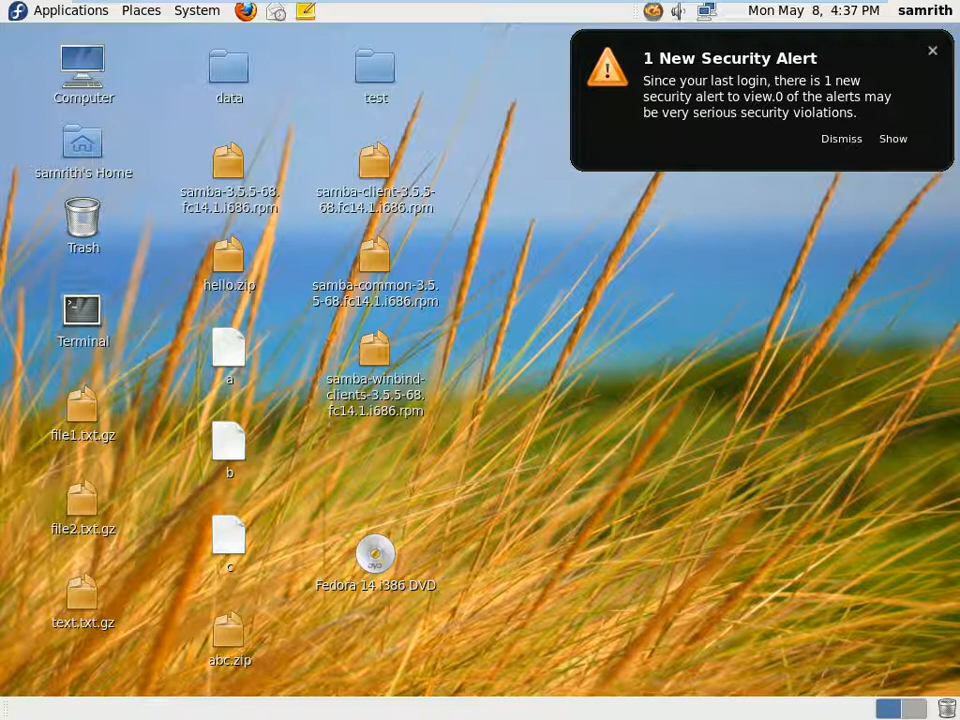 Applications Places System
Mon May 8, 4:37 PM samrith
1 New Security Alert
Since your last login, there is 1 new
security alert to view.0 of the alerts may
be very serious security violations.
Dismiss Show
Computer
Samrith's Home
Trash
Terminal
file1.txt.gz
file2.txt.gz
text.txt.gz
data
samba-3.5.5-68.
fc14.1.i686.rpm
hello.zip
a
b
c
abc.zip
test
samba-client-3.5.5-
68.fc14.1.i686.rpm
samba-common-3.5.
5-68.fc14.1.i686.rpm
samba-winbind-
clients-3.5.5-68.
fc14.1.i686.rpm
DVD
Fedora 14 i386 DVD